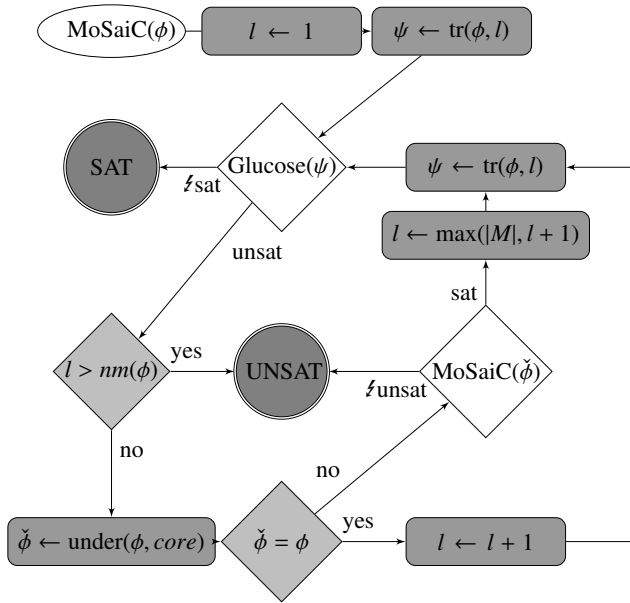 MoSaiC(ϕ)
l ← 1
ψ ← tr(ϕ, l)
SAT
↯sat
Glucose(ψ)
ψ ← tr(ϕ, l)
l ← max(|M|, l + 1)
unsat
sat
l > nm(ϕ)
yes
UNSAT
↯unsat
MoSaiC(ϕ̌)
no
no
ϕ̌ ← under(ϕ, core)
ϕ̌ = ϕ
yes
l ← l + 1